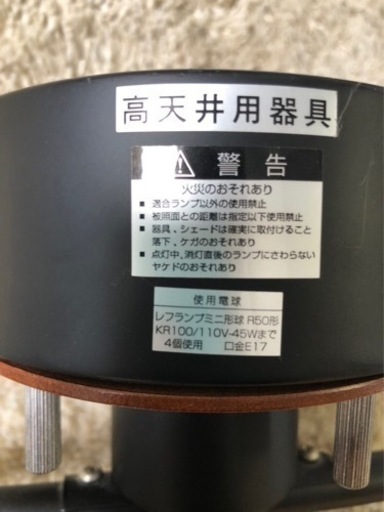 高天井用器具
警告
火災のおそれあり
■ 適合ランプ以外の使用禁止
■ 被照面との距離は指定以下使用禁止
■ 器具、シェードは確実に取付けること
落下、ケガのおそれあり
■ 点灯中、消灯直後のランプにさわらない
ヤケドのおそれあり
使用電球
レフランプミニ形球 R50形
KR100/110V-45Wまで
4個使用 口金E17